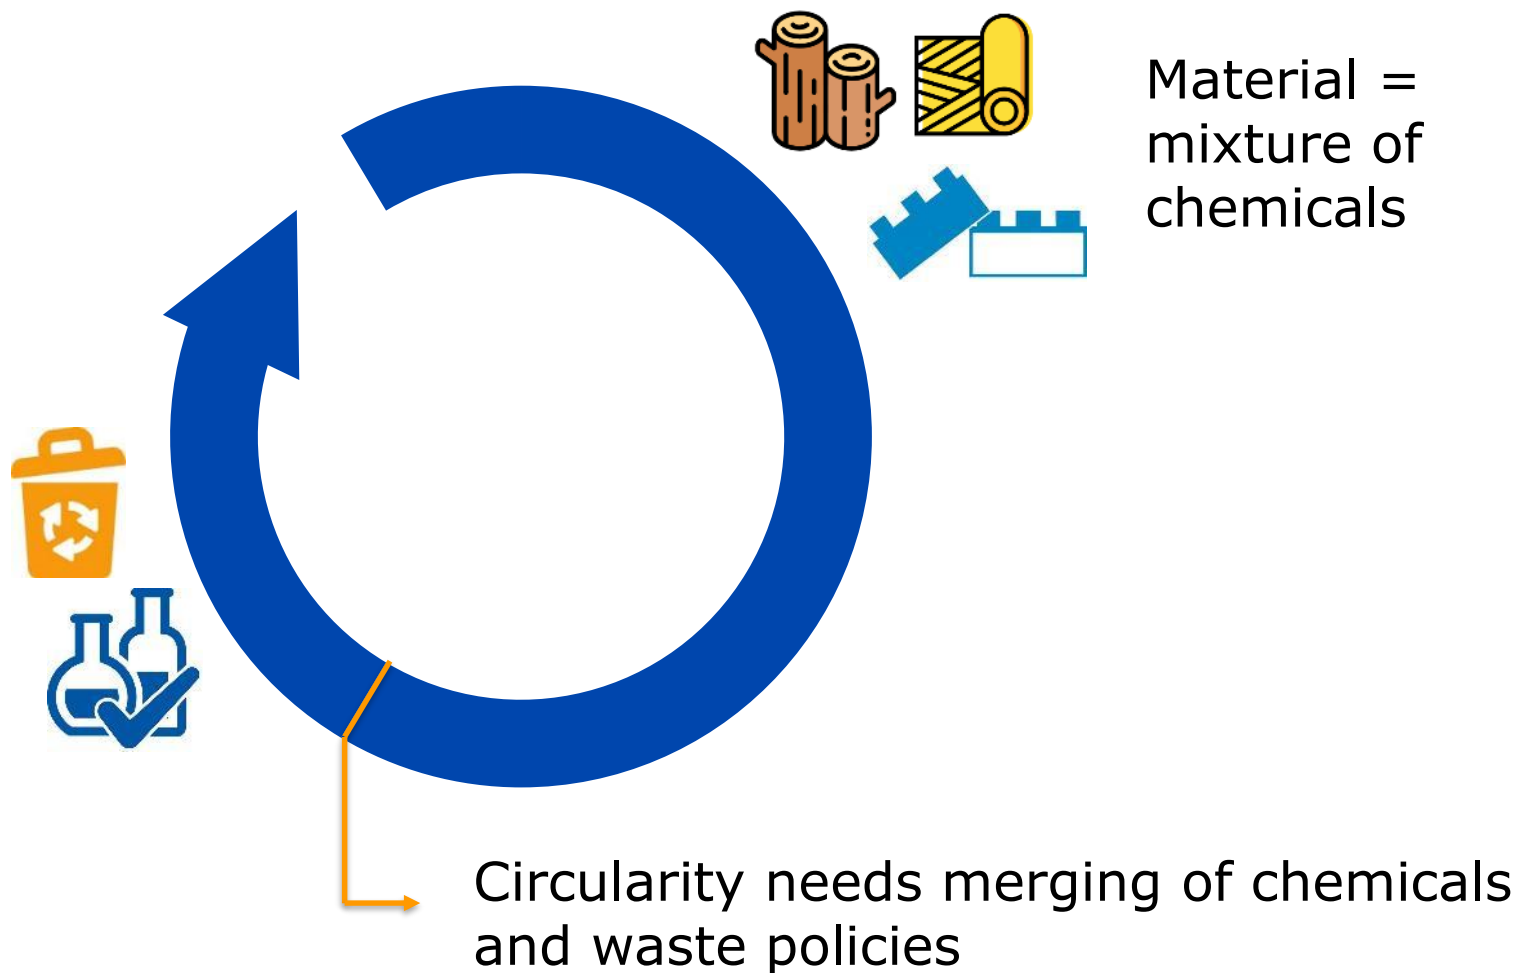 Material =
mixture of
chemicals
Circularity needs merging of chemicals
and waste policies